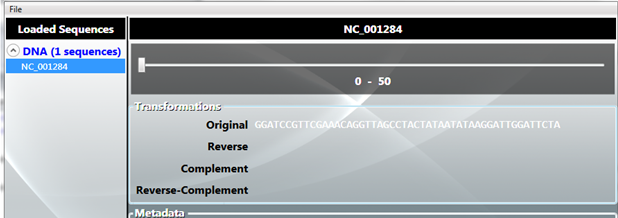 File
Loaded Sequences
NC_001284
DNA (1 sequences)
NC_001284
0 - 50
Transformations
Original GGATCCGTTCGAAACAGGTTAGCCTACTATAATATAAGGATTGGATTCTA
Reverse
Complement
Reverse-Complement
Metadata